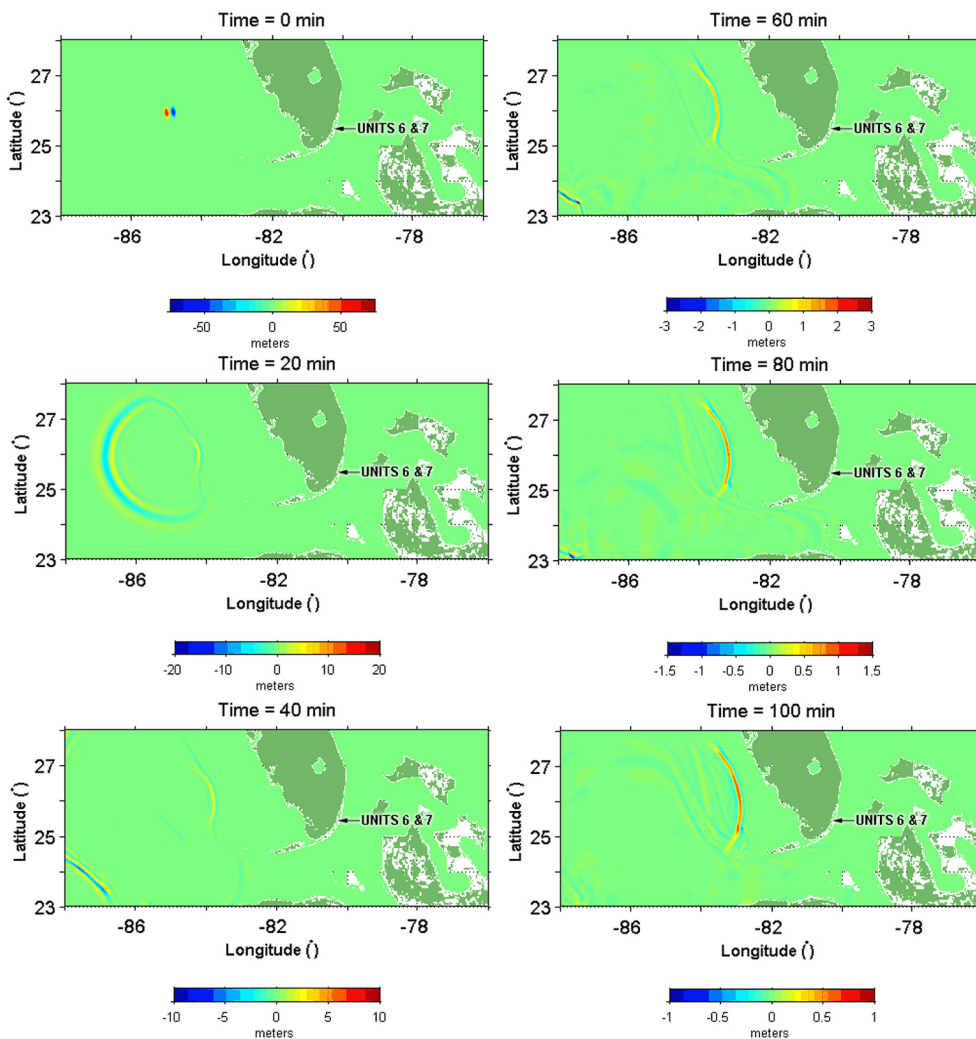 Time = 0 min
27
25
23
Latitude (°)
UNITS 6 & 7
-86
-82
-78
Longitude (°)
-50
0
50
meters
Time = 20 min
27
25
23
Latitude (°)
UNITS 6 & 7
-86
-82
-78
Longitude (°)
-20
-10
0
10
20
meters
Time = 40 min
27
25
23
Latitude (°)
UNITS 6 & 7
-86
-82
-78
Longitude (°)
-10
-5
0
5
10
meters
Time = 60 min
27
25
23
Latitude (°)
UNITS 6 & 7
-86
-82
-78
Longitude (°)
-3
-2
-1
0
1
2
3
meters
Time = 80 min
27
25
23
Latitude (°)
UNITS 6 & 7
-86
-82
-78
Longitude (°)
-1.5
-1
-0.5
0
0.5
1
1.5
meters
Time = 100 min
27
25
23
Latitude (°)
UNITS 6 & 7
-86
-82
-78
Longitude (°)
-1
-0.5
0
0.5
1
meters